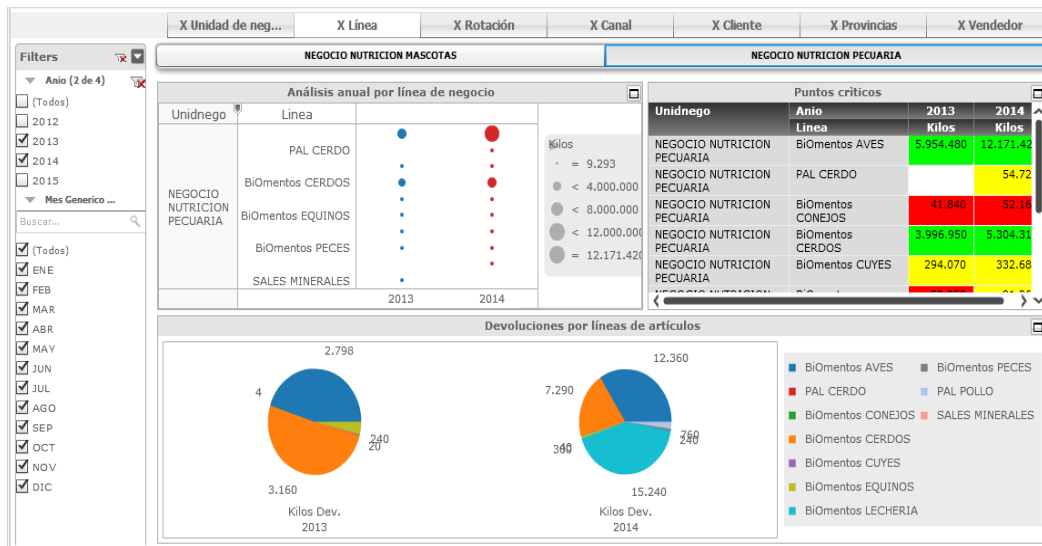 X Unidad de neg...
X Línea
X Rotación
X Canal
X Cliente
X Provincias
X Vendedor
Filters
Anio (2 de 4)
(Todos)
2012
2013
2014
2015
Mes Generico ...
Buscar...
(Todos)
ENE
FEB
MAR
ABR
MAY
JUN
JUL
AGO
SEP
OCT
NOV
DIC
NEGOCIO NUTRICION MASCOTAS
NEGOCIO NUTRICION PECUARIA
Análisis anual por línea de negocio
Unidnego
Linea
NEGOCIO
NUTRICION
PECUARIA
PAL CERDO
BiOmentos CERDOS
BiOmentos EQUINOS
BiOmentos PECES
SALES MINERALES
2013
2014
Kilos
= 9.293
< 4.000.000
< 8.000.000
< 12.000.000
= 12.171.420
Puntos criticos
Unidnego Anio 2013 2014
Linea Kilos Kilos
NEGOCIO NUTRICION PECUARIA BiOmentos AVES 5.954.480 12.171.42
NEGOCIO NUTRICION PECUARIA PAL CERDO 54.72
NEGOCIO NUTRICION PECUARIA BiOmentos CONEJOS 41.840 52.16
NEGOCIO NUTRICION PECUARIA BiOmentos CERDOS 3.996.950 5.304.31
NEGOCIO NUTRICION PECUARIA BiOmentos CUYES 294.070 332.68
NEGOCIO NUTRICION
Devoluciones por líneas de artículos
2.798
4
240
20
3.160
Kilos Dev.
2013
12.360
7.290
760
240
40
300
15.240
Kilos Dev.
2014
BiOmentos AVES
BiOmentos PECES
PAL CERDO
PAL POLLO
BiOmentos CONEJOS
SALES MINERALES
BiOmentos CERDOS
BiOmentos CUYES
BiOmentos EQUINOS
BiOmentos LECHERIA